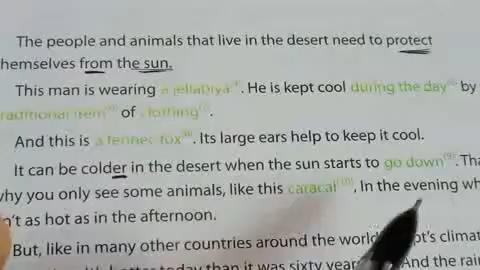 The people and animals that live in the desert need to protect
hemselves from the sun.
This man is wearing a jellabiya. He is kept cool during the day by
raditional item of clothing.
And this is a fennec fox. Its large ears help to keep it cool.
It can be colder in the desert when the sun starts to go down. Tha
vhy you only see some animals, like this caracal, In the evening wh
n't as hot as in the afternoon.
But, like in many other countries around the world, pt's climat
today than it was sixty year And the rai